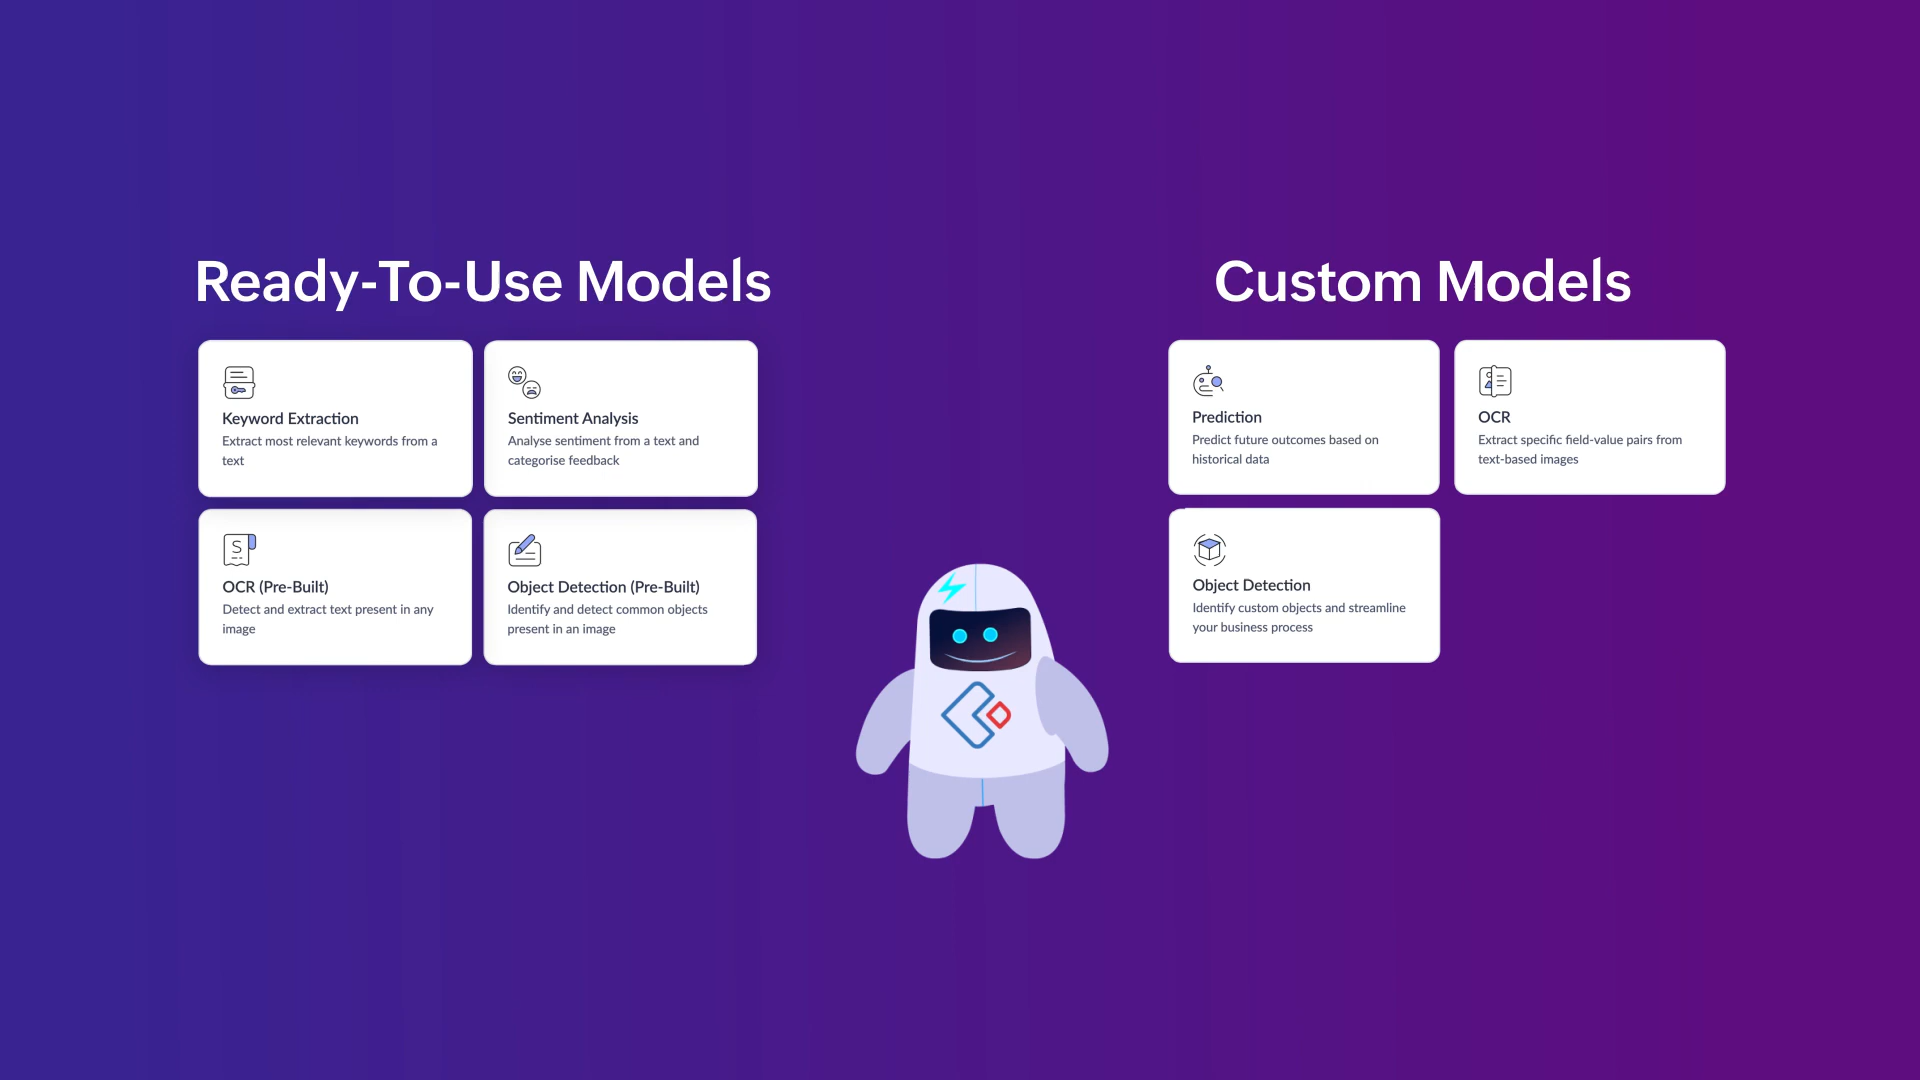 Ready-To-Use Models
Keyword Extraction
Extract most relevant keywords from a
text
Sentiment Analysis
Analyse sentiment from a text and
categorise feedback
OCR (Pre-Built)
Detect and extract text present in any
image
Object Detection (Pre-Built)
Identify and detect common objects
present in an image
Custom Models
Prediction
Predict future outcomes based on
historical data
OCR
Extract specific field-value pairs from
text-based images
Object Detection
Identify custom objects and streamline
your business process